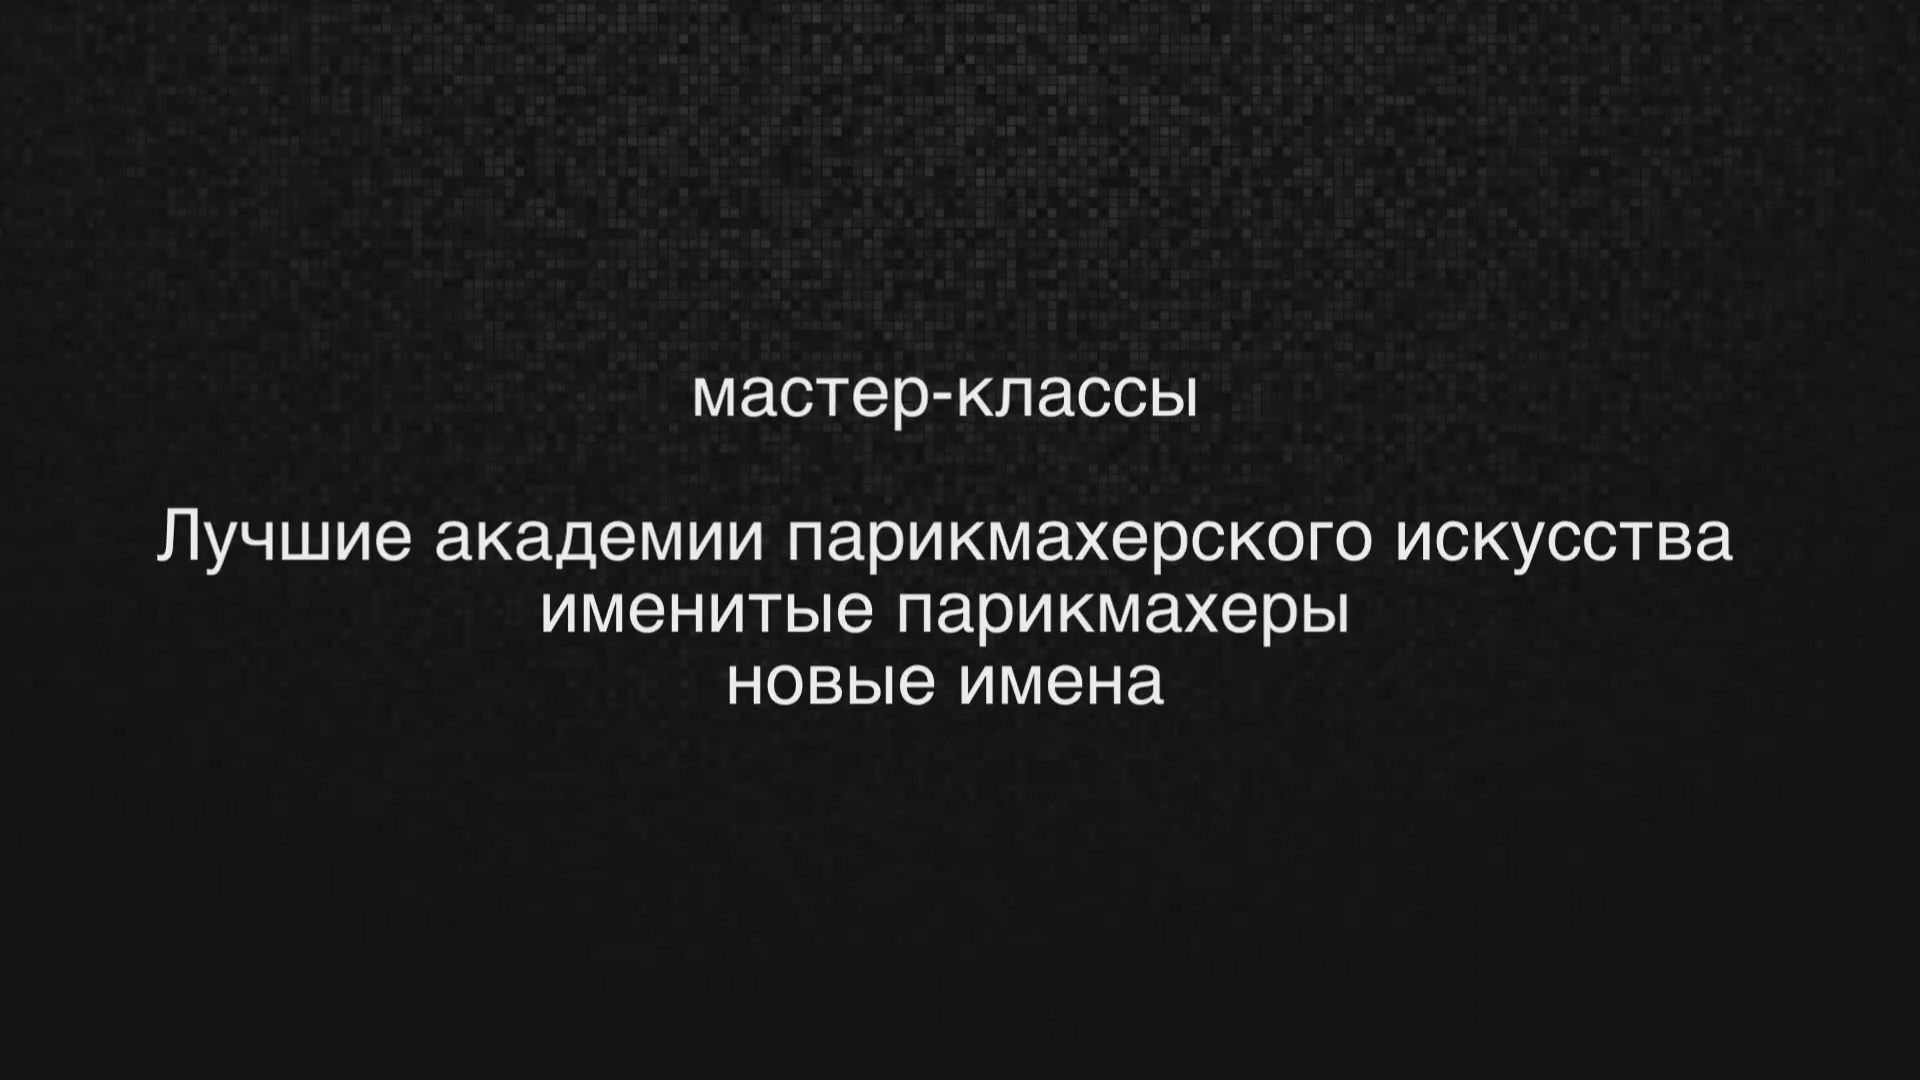 мастер-классы
Лучшие академии парикмахерского искусства
именитые парикмахеры
новые имена